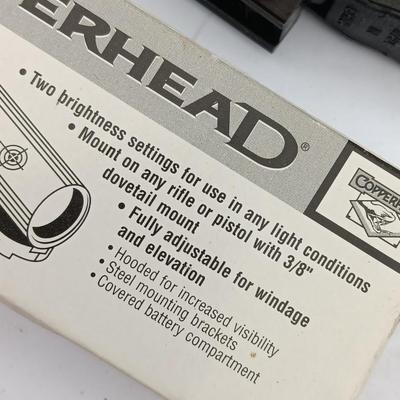 ERHEAD®
• Two brightness settings for use in any light conditions
• Mount on any rifle or pistol with 3/8"
dovetail mount
• Fully adjustable for windage
and elevation
• Hooded for increased visibility
• Steel mounting brackets
• Covered battery compartment
COPPERH